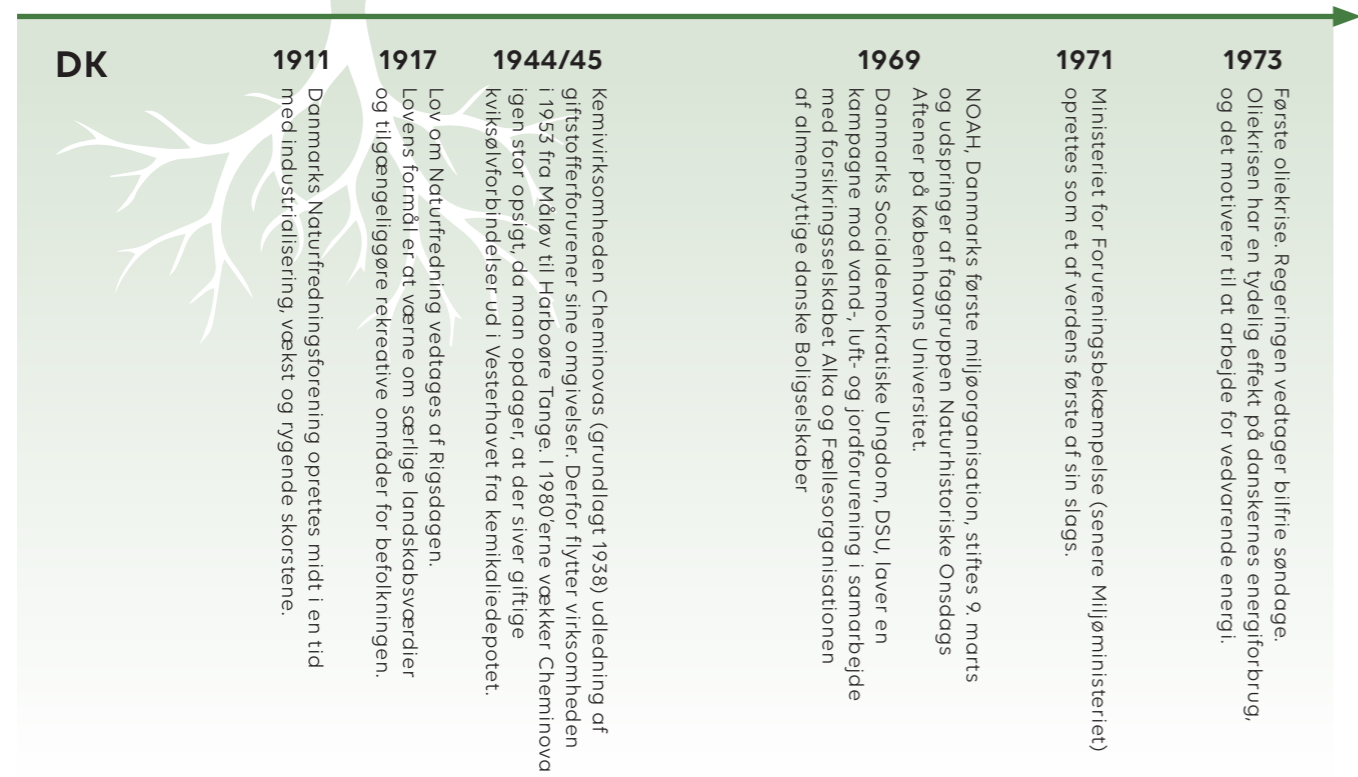 DK
1911
Danmarks Naturfredningsforening oprettes midt i en tid
med industrialisering, vækst og rygende skorstene.
1917
Lov om Naturfredning vedtages af Rigsdagen.
Lovens formål er at værne om særlige landskabsværdier
og tilgængeliggøre rekreative områder for befolkningen.
1944/45
Kemivirksomheden Cheminovas (grundlagt 1938) udledning af
giftstofferforurener sine omgivelser. Derfor flytter virksomheden
i 1953 fra Måløv til Harboøre Tange. I 1980'erne vækker Cheminova
igen stor opsigt, da man opdager, at der siver giftige
kviksølvforbindelser ud i Vesterhavet fra kemikaliedepotet.
1969
NOAH, Danmarks første miljøorganisation, stiftes 9. marts
og udspringer af faggruppen Naturhistoriske Onsdags
Aftener på Københavns Universitet.
Danmarks Socialdemokratiske Ungdom, DSU, laver en
kampagne mod vand-, luft- og jordforurening i samarbejde
med forsikringsselskabet Alka og Fællesorganisationen
af almennyttige danske Boligselskaber
1971
Ministeriet for Forureningsbekæmpelse (senere Miljøministeriet)
oprettes som et af verdens første af sin slags.
1973
Første oliekrise. Regeringen vedtager bilfrie søndage.
Oliekrisen har en tydelig effekt på danskernes energiforbrug,
og det motiverer til at arbejde for vedvarende energi.